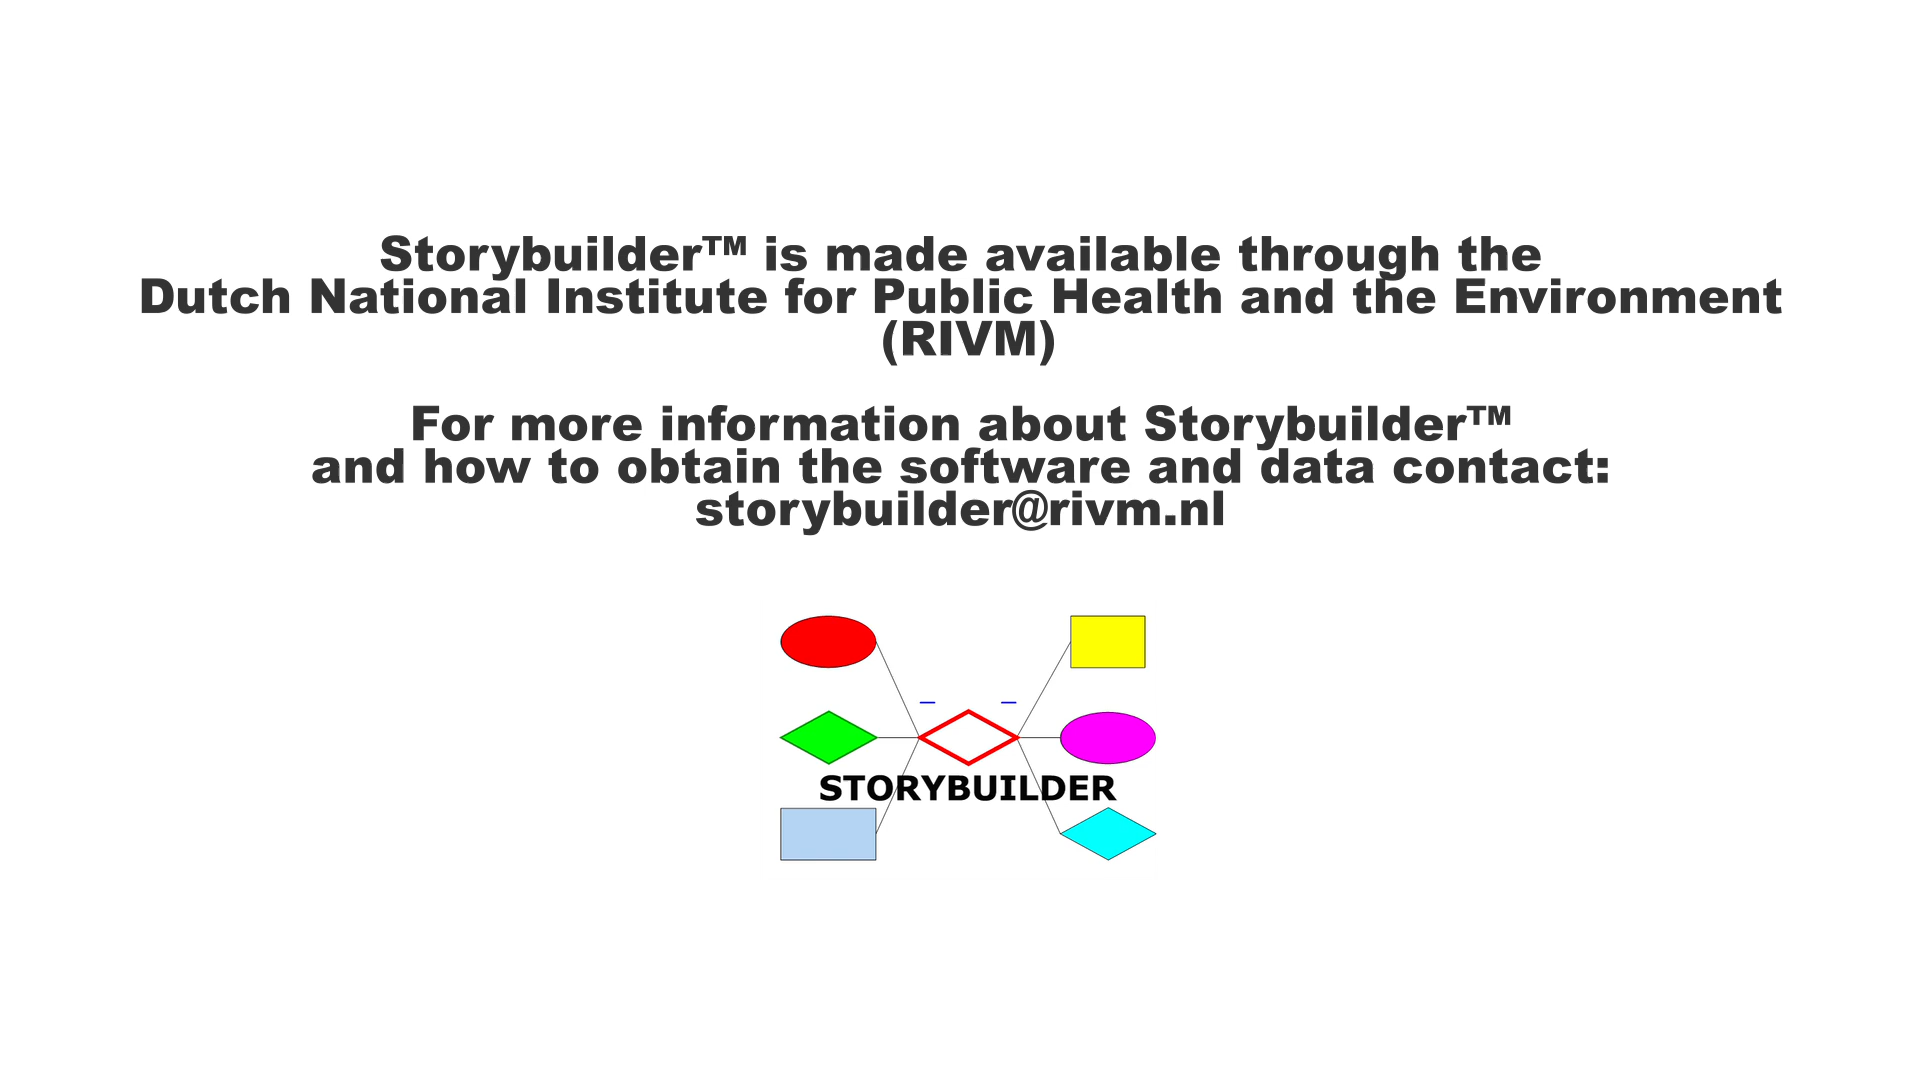 Storybuilder™ is made available through the
Dutch National Institute for Public Health and the Environment
(RIVM)
For more information about Storybuilder™
and how to obtain the software and data contact:
storybuilder@rivm.nl
STORYBUILDER